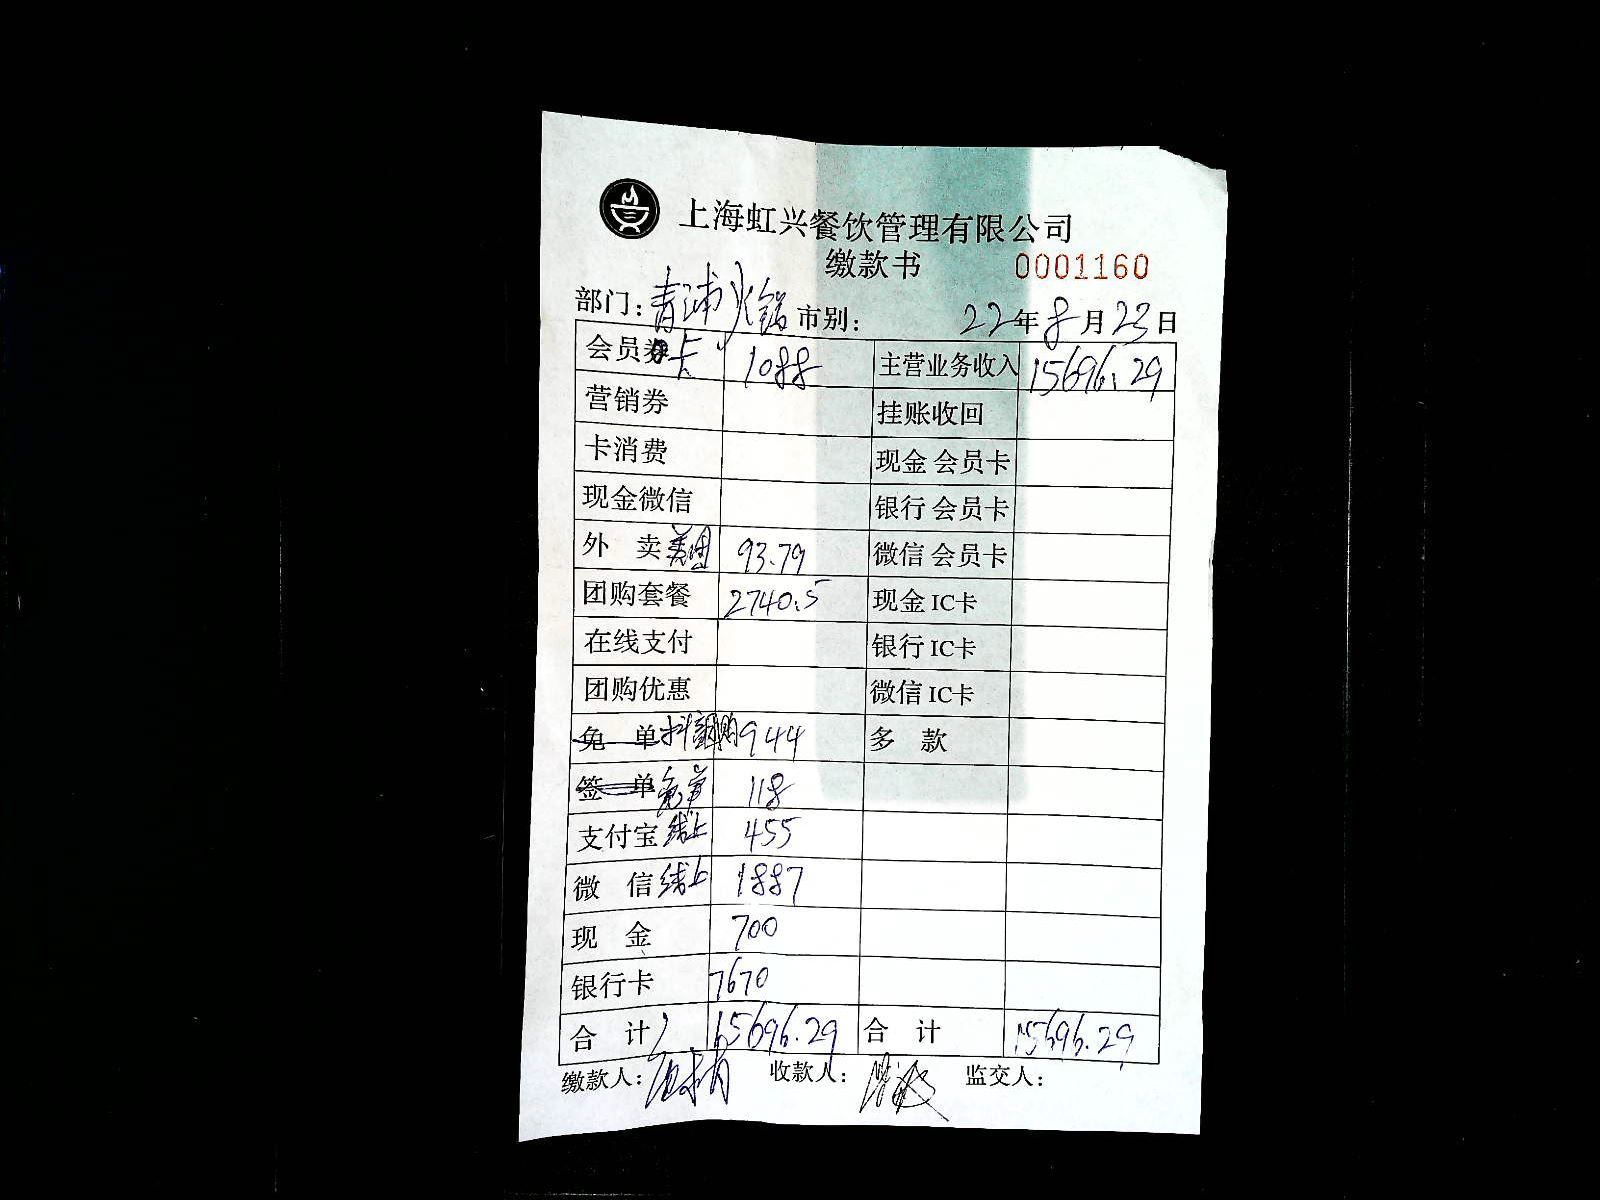 上海虹兴餐饮管理有限公司
缴款书 0001160
部门: 青浦火锅 市别: 22年8月23日
会员卡 1088 主营业务收入 15696.29
营销券 挂账收回
卡消费 现金 会员卡
现金微信 银行 会员卡
外 卖 美团 93.79 微信 会员卡
团购套餐 2740.5 现金 IC卡
在线支付 银行 IC卡
团购优惠 微信 IC卡
免 单 抖音团购 944 多 款
签 单 免单 118
支付宝 线上 455
微 信 线上 1887
现 金 700
银行卡 7670
合 计 15696.29 合 计 15696.29
缴款人: 收款人: 监交人: